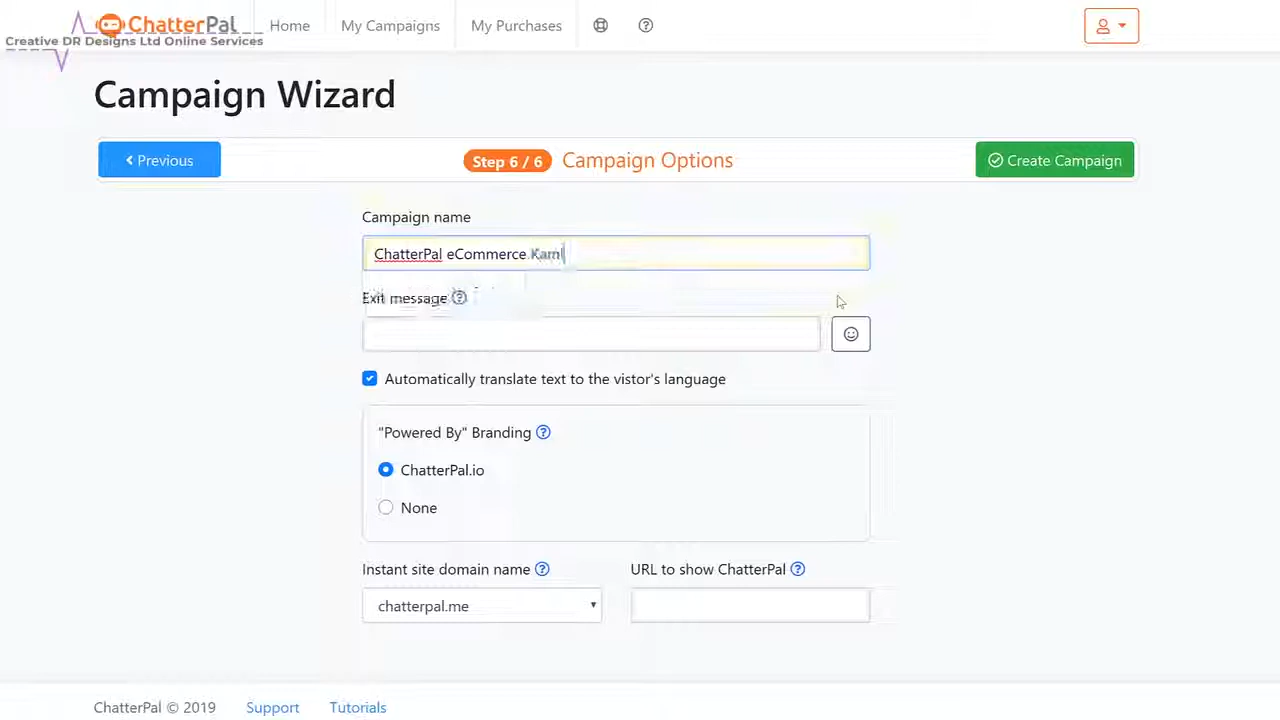 ChatterPal Home My Campaigns My Purchases
Creative DR Designs Ltd Online Services
Campaign Wizard
Previous Step 6 / 6 Campaign Options Create Campaign
Campaign name
ChatterPal eCommerce Kaml
Exit message
Automatically translate text to the vistor's language
"Powered By" Branding
ChatterPal.io
None
Instant site domain name URL to show ChatterPal
chatterpal.me
ChatterPal © 2019 Support Tutorials